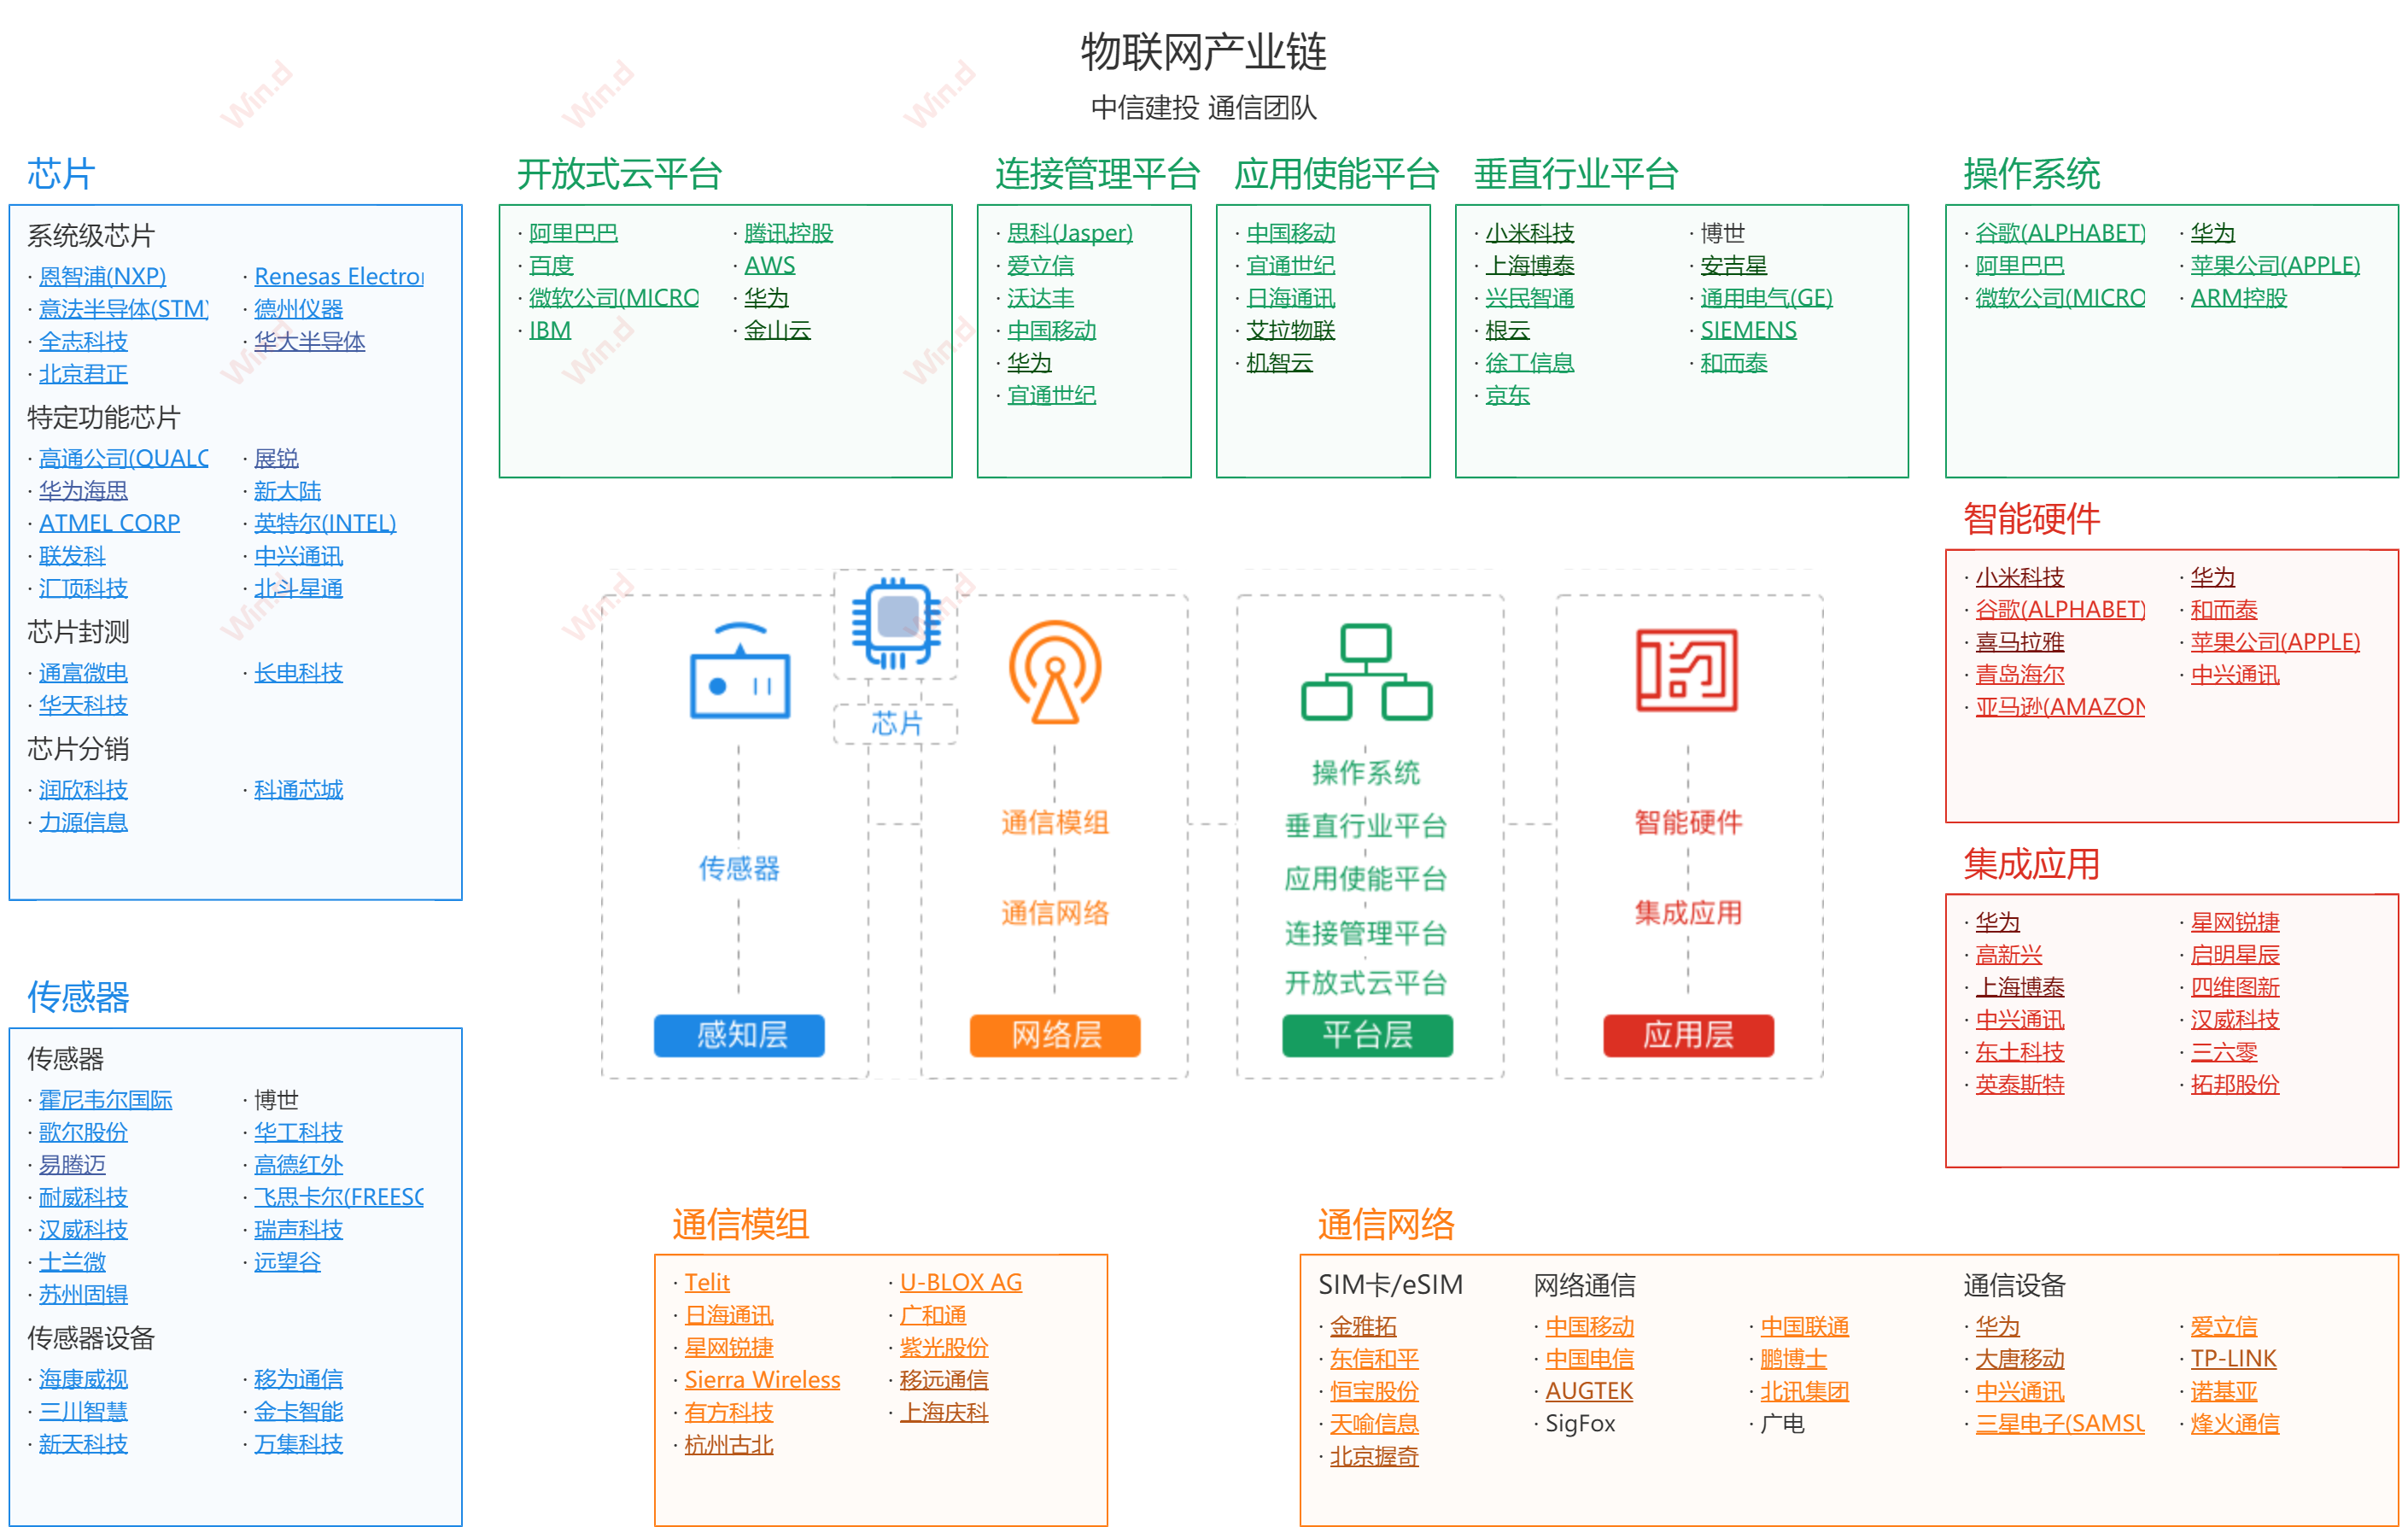 物联网产业链
中信建投 通信团队
芯片
系统级芯片
· 恩智浦(NXP)
· Renesas Electron
· 意法半导体(STM)
· 德州仪器
· 全志科技
· 华大半导体
· 北京君正
特定功能芯片
· 高通公司(QUALC
· 展锐
· 华为海思
· 新大陆
· ATMEL CORP
· 英特尔(INTEL)
· 联发科
· 中兴通讯
· 汇顶科技
· 北斗星通
芯片封测
· 通富微电
· 长电科技
· 华天科技
芯片分销
· 润欣科技
· 科通芯城
· 力源信息
开放式云平台
· 阿里巴巴
· 腾讯控股
· 百度
· AWS
· 微软公司(MICRO
· 华为
· IBM
· 金山云
连接管理平台
· 思科(Jasper)
· 爱立信
· 沃达丰
· 中国移动
· 华为
· 宜通世纪
应用使能平台
· 中国移动
· 宜通世纪
· 日海通讯
· 艾拉物联
· 机智云
垂直行业平台
· 小米科技
· 博世
· 上海博泰
· 安吉星
· 兴民智通
· 通用电气(GE)
· 根云
· SIEMENS
· 徐工信息
· 和而泰
· 京东
操作系统
· 谷歌(ALPHABET)
· 华为
· 阿里巴巴
· 苹果公司(APPLE)
· 微软公司(MICRO
· ARM控股
智能硬件
· 小米科技
· 华为
· 谷歌(ALPHABET)
· 和而泰
· 喜马拉雅
· 苹果公司(APPLE)
· 青岛海尔
· 中兴通讯
· 亚马逊(AMAZON
集成应用
· 华为
· 星网锐捷
· 高新兴
· 启明星辰
· 上海博泰
· 四维图新
· 中兴通讯
· 汉威科技
· 东土科技
· 三六零
· 英泰斯特
· 拓邦股份
芯片
传感器
感知层
通信模组
通信网络
网络层
操作系统
垂直行业平台
应用使能平台
连接管理平台
开放式云平台
平台层
智能硬件
集成应用
应用层
传感器
传感器
· 霍尼韦尔国际
· 博世
· 歌尔股份
· 华工科技
· 易腾迈
· 高德红外
· 耐威科技
· 飞思卡尔(FREESC
· 汉威科技
· 瑞声科技
· 士兰微
· 远望谷
· 苏州固锝
传感器设备
· 海康威视
· 移为通信
· 三川智慧
· 金卡智能
· 新天科技
· 万集科技
通信模组
· Telit
· U-BLOX AG
· 日海通讯
· 广和通
· 星网锐捷
· 紫光股份
· Sierra Wireless
· 移远通信
· 有方科技
· 上海庆科
· 杭州古北
通信网络
SIM卡/eSIM
· 金雅拓
· 东信和平
· 恒宝股份
· 天喻信息
· 北京握奇
网络通信
· 中国移动
· 中国联通
· 中国电信
· 鹏博士
· AUGTEK
· 北讯集团
· SigFox
· 广电
通信设备
· 华为
· 爱立信
· 大唐移动
· TP-LINK
· 中兴通讯
· 诺基亚
· 三星电子(SAMSU
· 烽火通信
Win.d
Win.d
Win.d
Win.d
Win.d
Win.d
Win.d
Win.d
Win.d